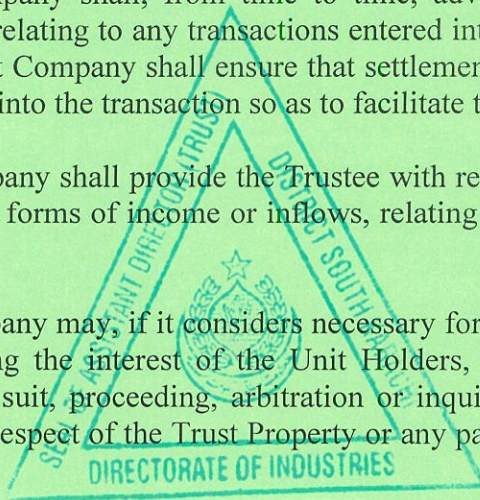 pany shall, from time to time, adv
relating to any transactions entered int
t Company shall ensure that settlemen
into the transaction so as to facilitate t
pany shall provide the Trustee with re
forms of income or inflows, relating
pany may, if it considers necessary for
ng the interest of the Unit Holders,
suit, proceeding, arbitration or inqui
espect of the Trust Property or any pa
SEAL OF ASSISTANT DIRECTOR (TRUST)
DISTRICT SOUTH KARACHI
DIRECTORATE OF INDUSTRIES